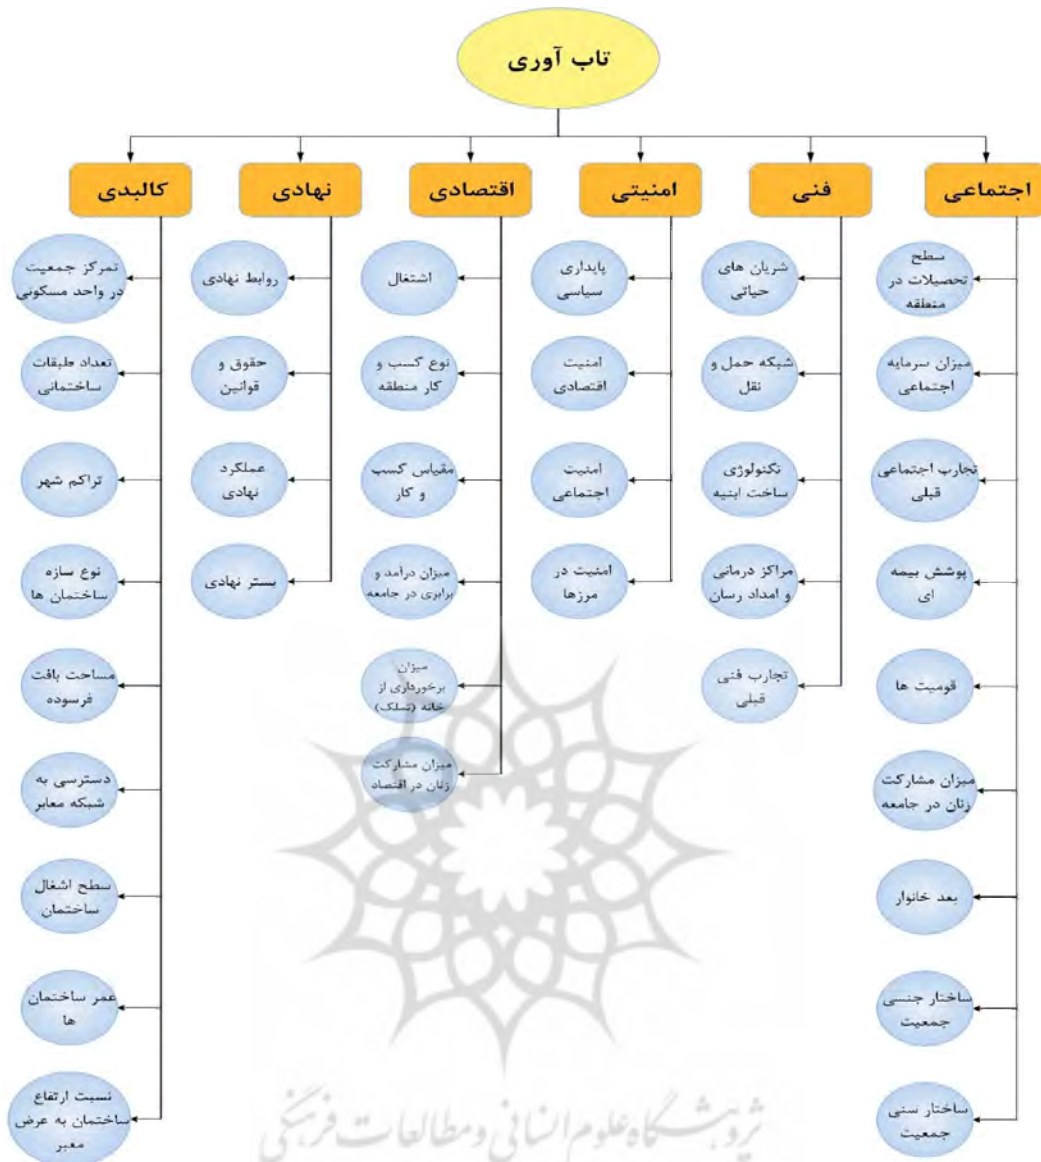 تاب آوری
اجتماعی
فنی
امنیتی
اقتصادی
نهادی
کالبدی
سطح
تحصیلات در
منطقه
میزان سرمایه
اجتماعی
تجارب اجتماعی
قبلی
پوشش بیمه
ای
قومیت ها
میزان مشارکت
زنان در جامعه
بعد خانوار
ساختار جنسی
جمعیت
ساختار سنی
جمعیت
شریان های
حیاتی
شبکه حمل و
نقل
تکنولوژی
ساخت ابنیه
مراکز درمانی
و امداد رسان
تجارب فنی
قبلی
پایداری
سیاسی
امنیت
اقتصادی
امنیت
اجتماعی
امنیت در
مرزها
اشتغال
نوع کسب و
کار منطقه
مقیاس کسب
و کار
میزان درآمد و
برابری در جامعه
میزان
برخورداری از
خانه (تملک)
میزان مشارکت
زنان در اقتصاد
روابط نهادی
حقوق و
قوانین
عملکرد
نهادی
بستر نهادی
تمرکز جمعیت
در واحد مسکونی
تعداد طبقات
ساختمانی
تراکم شهر
نوع سازه
ساختمان ها
مساحت بافت
فرسوده
دسترسی به
شبکه معابر
سطح اشغال
ساختمان
عمر ساختمان
ها
نسبت ارتفاع
ساختمان به عرض
معبر
پژوهشگاه علوم انسانی و مطالعات فرهنگی